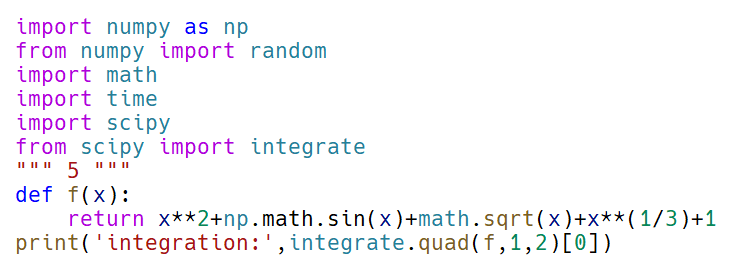 import numpy as np
from numpy import random
import math
import time
import scipy
from scipy import integrate
""" 5 """
def f(x):
    return x**2+np.math.sin(x)+math.sqrt(x)+x**(1/3)+1
print('integration:',integrate.quad(f,1,2)[0])